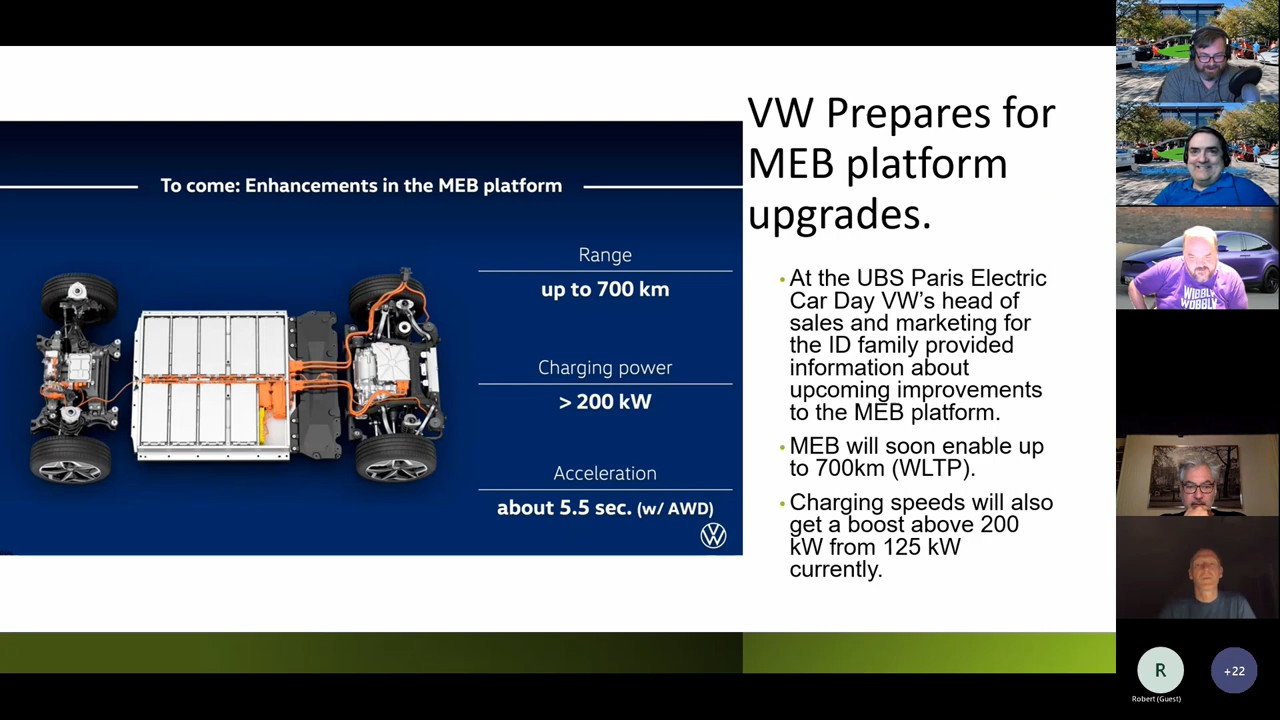 To come: Enhancements in the MEB platform
Range
up to 700 km
Charging power
> 200 kW
Acceleration
about 5.5 sec. (w/ AWD)
VW Prepares for
MEB platform
upgrades.
• At the UBS Paris Electric
Car Day VW's head of
sales and marketing for
the ID family provided
information about
upcoming improvements
to the MEB platform.
• MEB will soon enable up
to 700km (WLTP).
• Charging speeds will also
get a boost above 200
kW from 125 kW
currently.
WIBBLY
WOBBLY
R
Robert (Guest)
+22